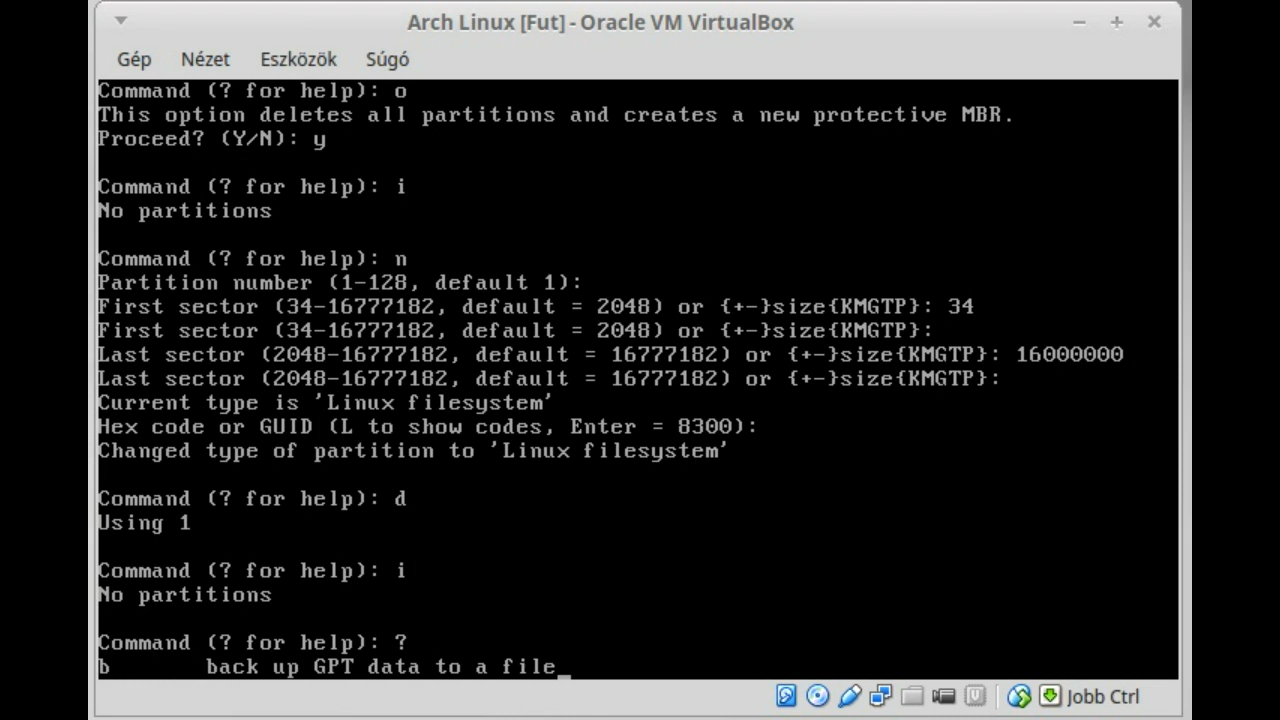 Arch Linux [Fut] - Oracle VM VirtualBox
Gép Nézet Eszközök Súgó
Command (? for help): o
This option deletes all partitions and creates a new protective MBR.
Proceed? (Y/N): y
Command (? for help): i
No partitions
Command (? for help): n
Partition number (1-128, default 1):
First sector (34-16777182, default = 2048) or {+-}size{KMGTP}: 34
First sector (34-16777182, default = 2048) or {+-}size{KMGTP}:
Last sector (2048-16777182, default = 16777182) or {+-}size{KMGTP}: 16000000
Last sector (2048-16777182, default = 16777182) or {+-}size{KMGTP}:
Current type is 'Linux filesystem'
Hex code or GUID (L to show codes, Enter = 8300):
Changed type of partition to 'Linux filesystem'
Command (? for help): d
Using 1
Command (? for help): i
No partitions
Command (? for help): ?
b back up GPT data to a file_
Jobb Ctrl